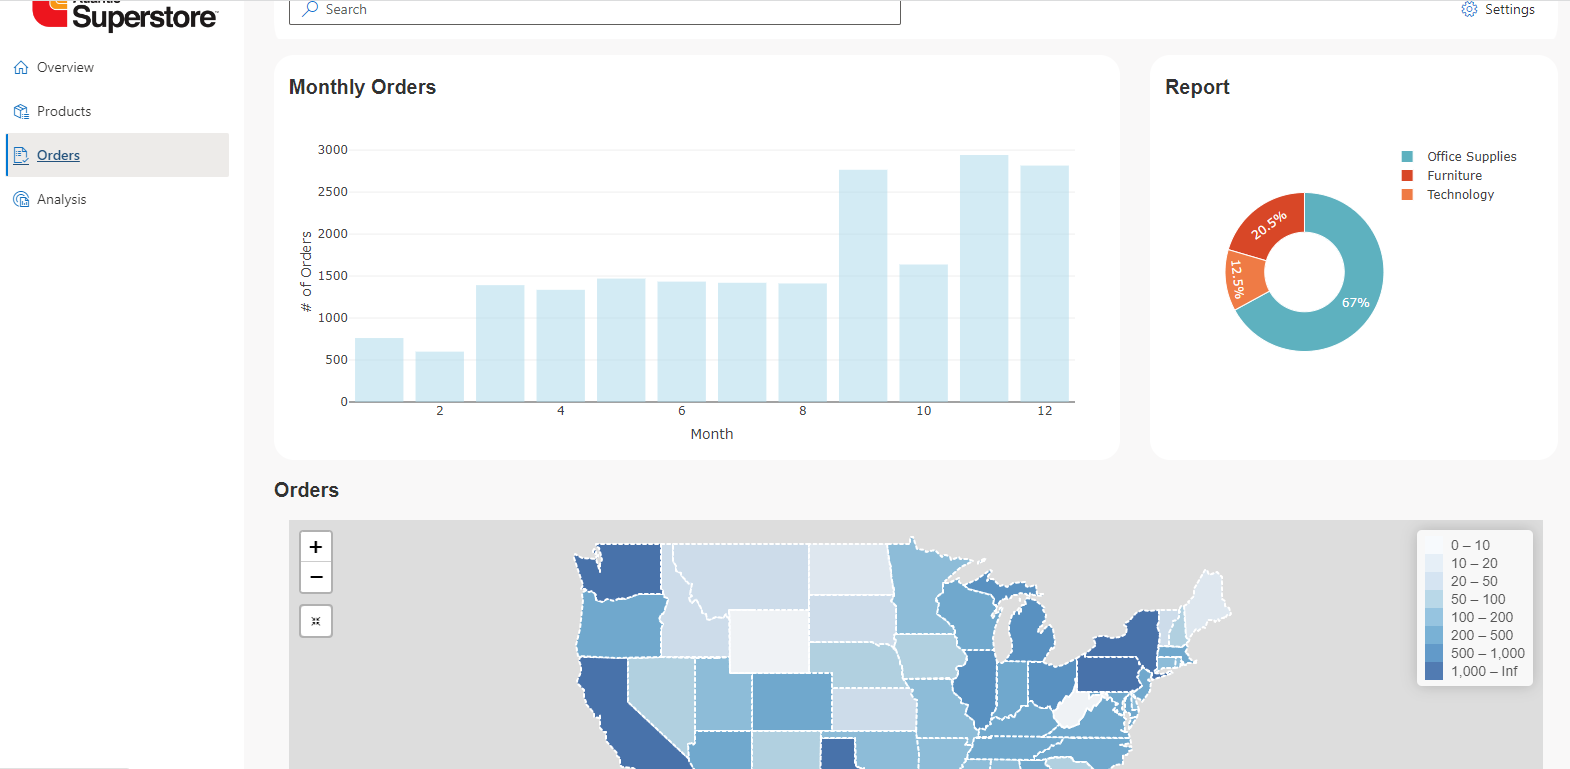 Superstore
Search
Settings
Overview
Products
Orders
Analysis
Monthly Orders
3000
2500
2000
1500
1000
500
0
# of Orders
2 4 6 8 10 12
Month
Report
Office Supplies
Furniture
Technology
20.5%
12.5%
67%
Orders
+
−
0 – 10
10 – 20
20 – 50
50 – 100
100 – 200
200 – 500
500 – 1,000
1,000 – Inf